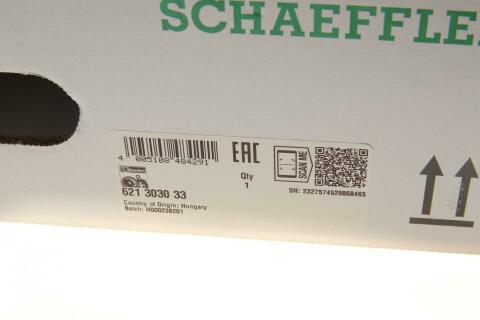 SCHAEFFLE
4 005108 484291
EAC
Qty
1
SCAN ME
621 3030 33
SN: 2327574529868465
Country of Origin: Hungary
Batch: H000238201